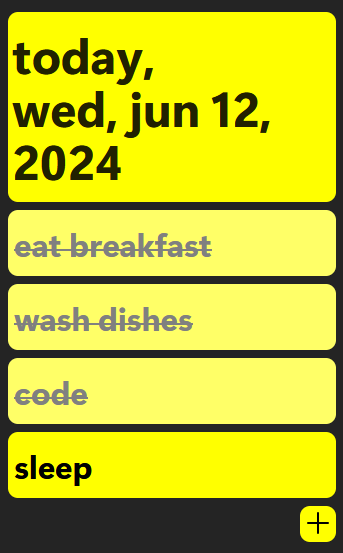 today,
wed, jun 12,
2024
eat breakfast
wash dishes
code
sleep
+